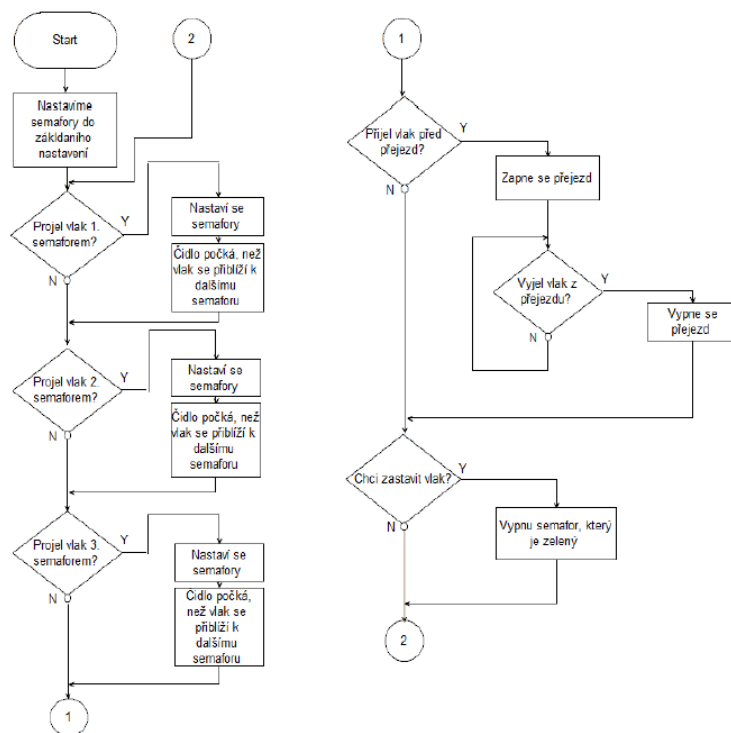 Start
2
Nastavíme
semafory do
zákldaního
nastavení
Projel vlak 1.
semaforem?
Y
N
Nastaví se
semafory
Čidlo počká, než
vlak se přiblíží k
dalšímu
semaforu
Projel vlak 2.
semaforem?
Y
N
Nastaví se
semafory
Čidlo počká, než
vlak se přiblíží k
dalšímu
semaforu
Projel vlak 3.
semaforem?
Y
N
Nastaví se
semafory
Čidlo počká,
než vlak se
přiblíží k
dalšímu
semaforu
1
1
Přijel vlak před
přejezd?
Y
N
Zapne se přejezd
Vyjel vlak z
přejezdu?
Y
N
Vypne se
přejezd
Chci zastavit vlak?
Y
N
Vypnu semafor, který
je zelený
2